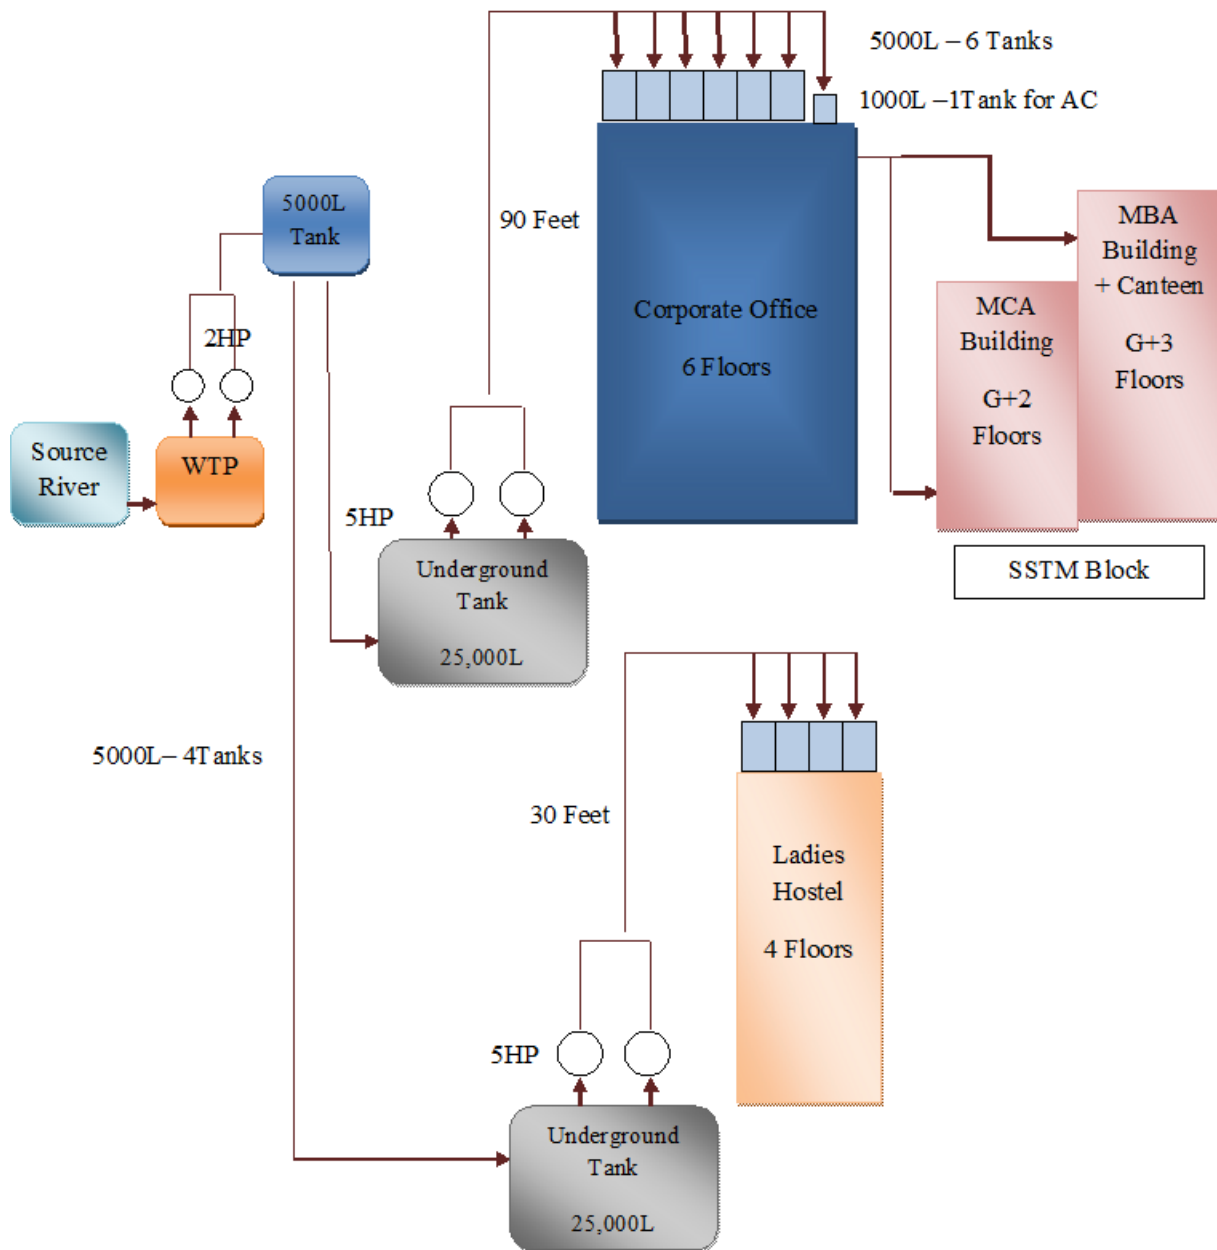 5000L – 6 Tanks
1000L –1Tank for AC
5000L
Tank
90 Feet
MBA
Building
+ Canteen
G+3
Floors
Corporate Office
6 Floors
MCA
Building
G+2
Floors
2HP
Source
River
WTP
5HP
Underground
Tank
25,000L
SSTM Block
5000L– 4Tanks
30 Feet
Ladies
Hostel
4 Floors
5HP
Underground
Tank
25,000L